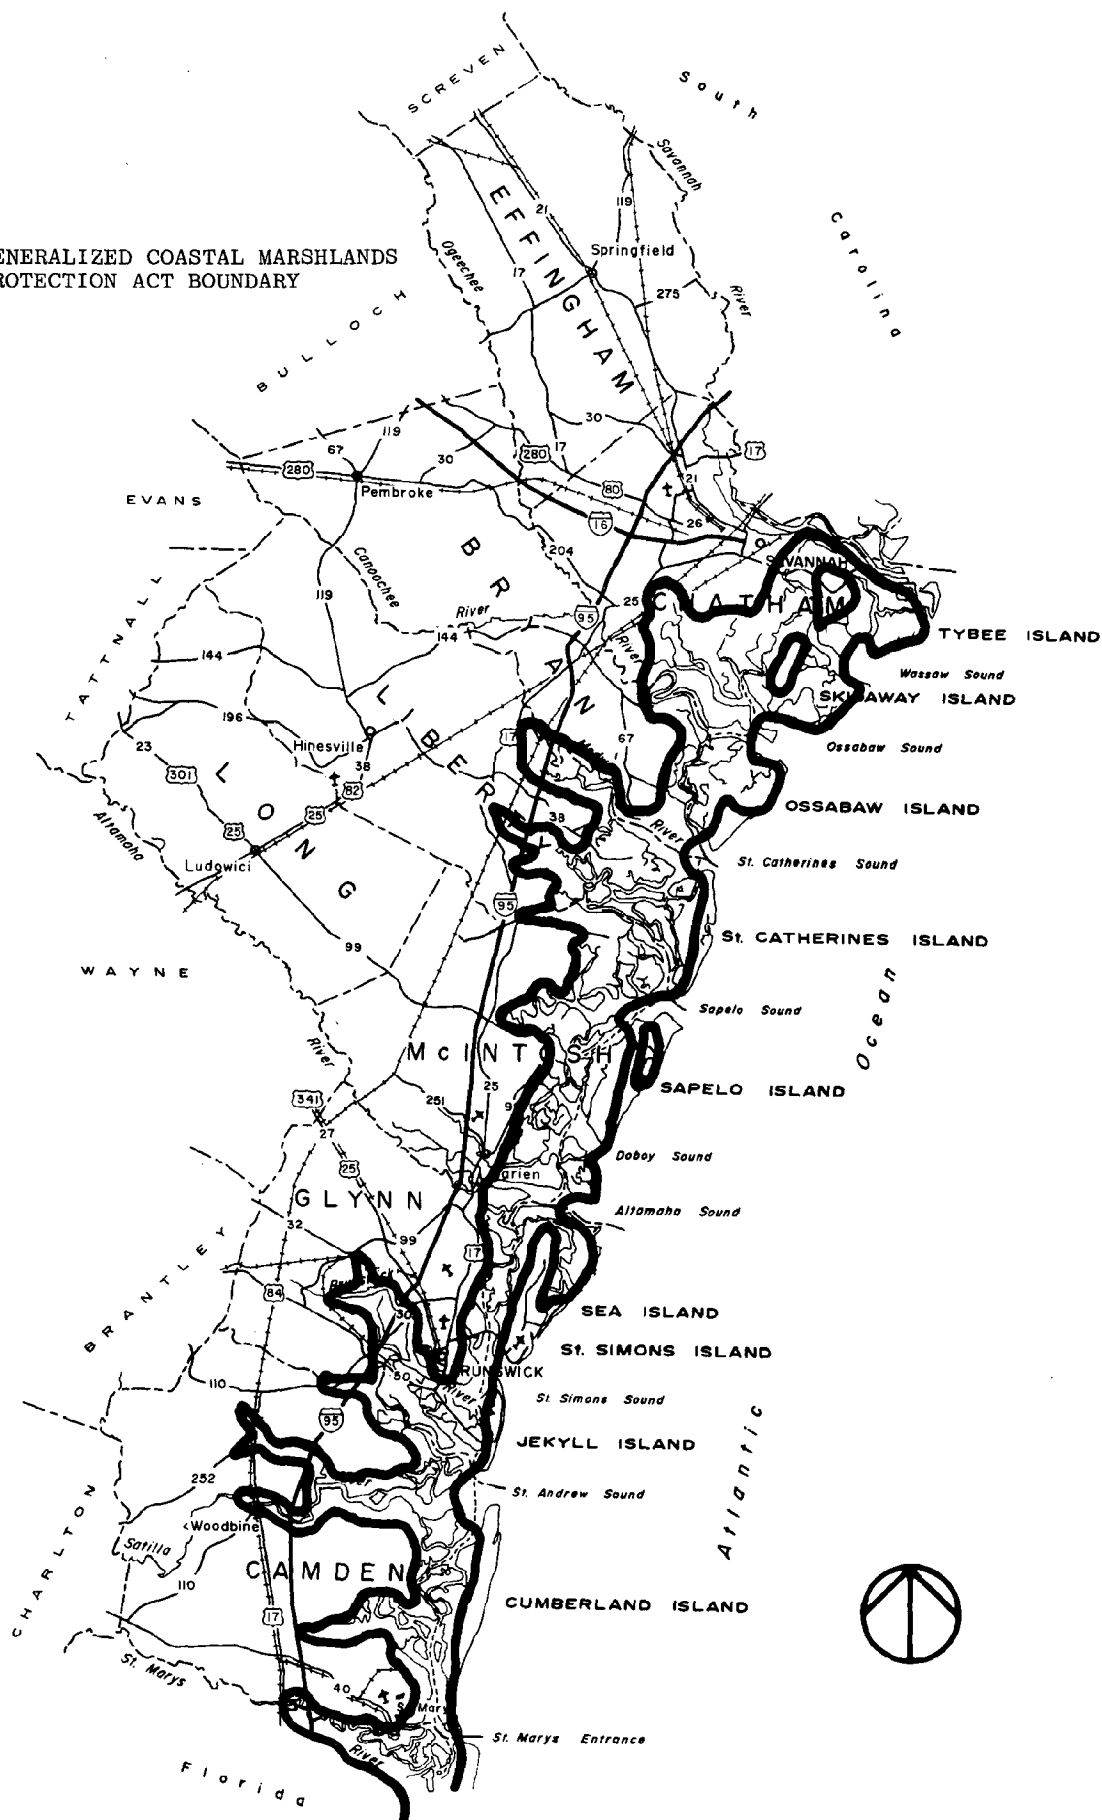 SCREVEN
South
Savannah
EFFINGHAM
21
119
ENERALIZED COASTAL MARSHLANDS
ROTECTION ACT BOUNDARY
Ogeechee
Springfield
Carolina
17
275
River
BULLOCH
119
30
67
30
280
17
17
280
Pembroke
80
21
EVANS
16
26
BRYAN
204
SAVANNAH
Canoochee
119
CHATHAM
TATTNALL
River
25
95
144
River
TYBEE ISLAND
144
Wassaw Sound
LIBERTY
SKIDAWAY ISLAND
196
17
67
Ossabaw Sound
23
Hinesville
38
301
82
LONG
25
38
OSSABAW ISLAND
Altamaha
25
River
St. Catherines Sound
Ludowici
95
St. CATHERINES ISLAND
99
WAYNE
Sapelo Sound
Ocean
River
McINTOSH
SAPELO ISLAND
341
251
25
27
Doboy Sound
25
arien
GLYNN
Altamaha Sound
32
99
17
BRANTLEY
84
SEA ISLAND
St. SIMONS ISLAND
50
RUNSWICK
110
River
St. Simons Sound
95
JEKYLL ISLAND
Atlantic
252
St. Andrew Sound
CHARLTON
Woodbine
Satilla
CAMDEN
110
CUMBERLAND ISLAND
17
St. Marys
40
St. Marys Entrance
River
Florida